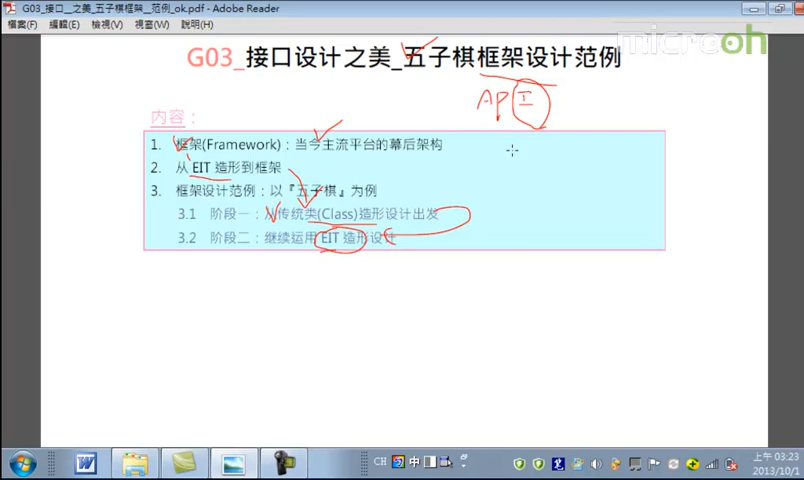 G03_接口__之美_五子棋框架__范例_ok.pdf - Adobe Reader
檔案(F) 編輯(E) 檢視(V) 視窗(W) 說明(H)
microoh
G03_接口设计之美_五子棋框架设计范例
API
内容：
1. 框架(Framework)：当今主流平台的幕后架构
2. 从 EIT 造形到框架
3. 框架设计范例：以『五子棋』为例
3.1 阶段一：从传统类(Class)造形设计出发
3.2 阶段二：继续运用 EIT 造形设计
CH 中
上午 03:23
2013/10/1